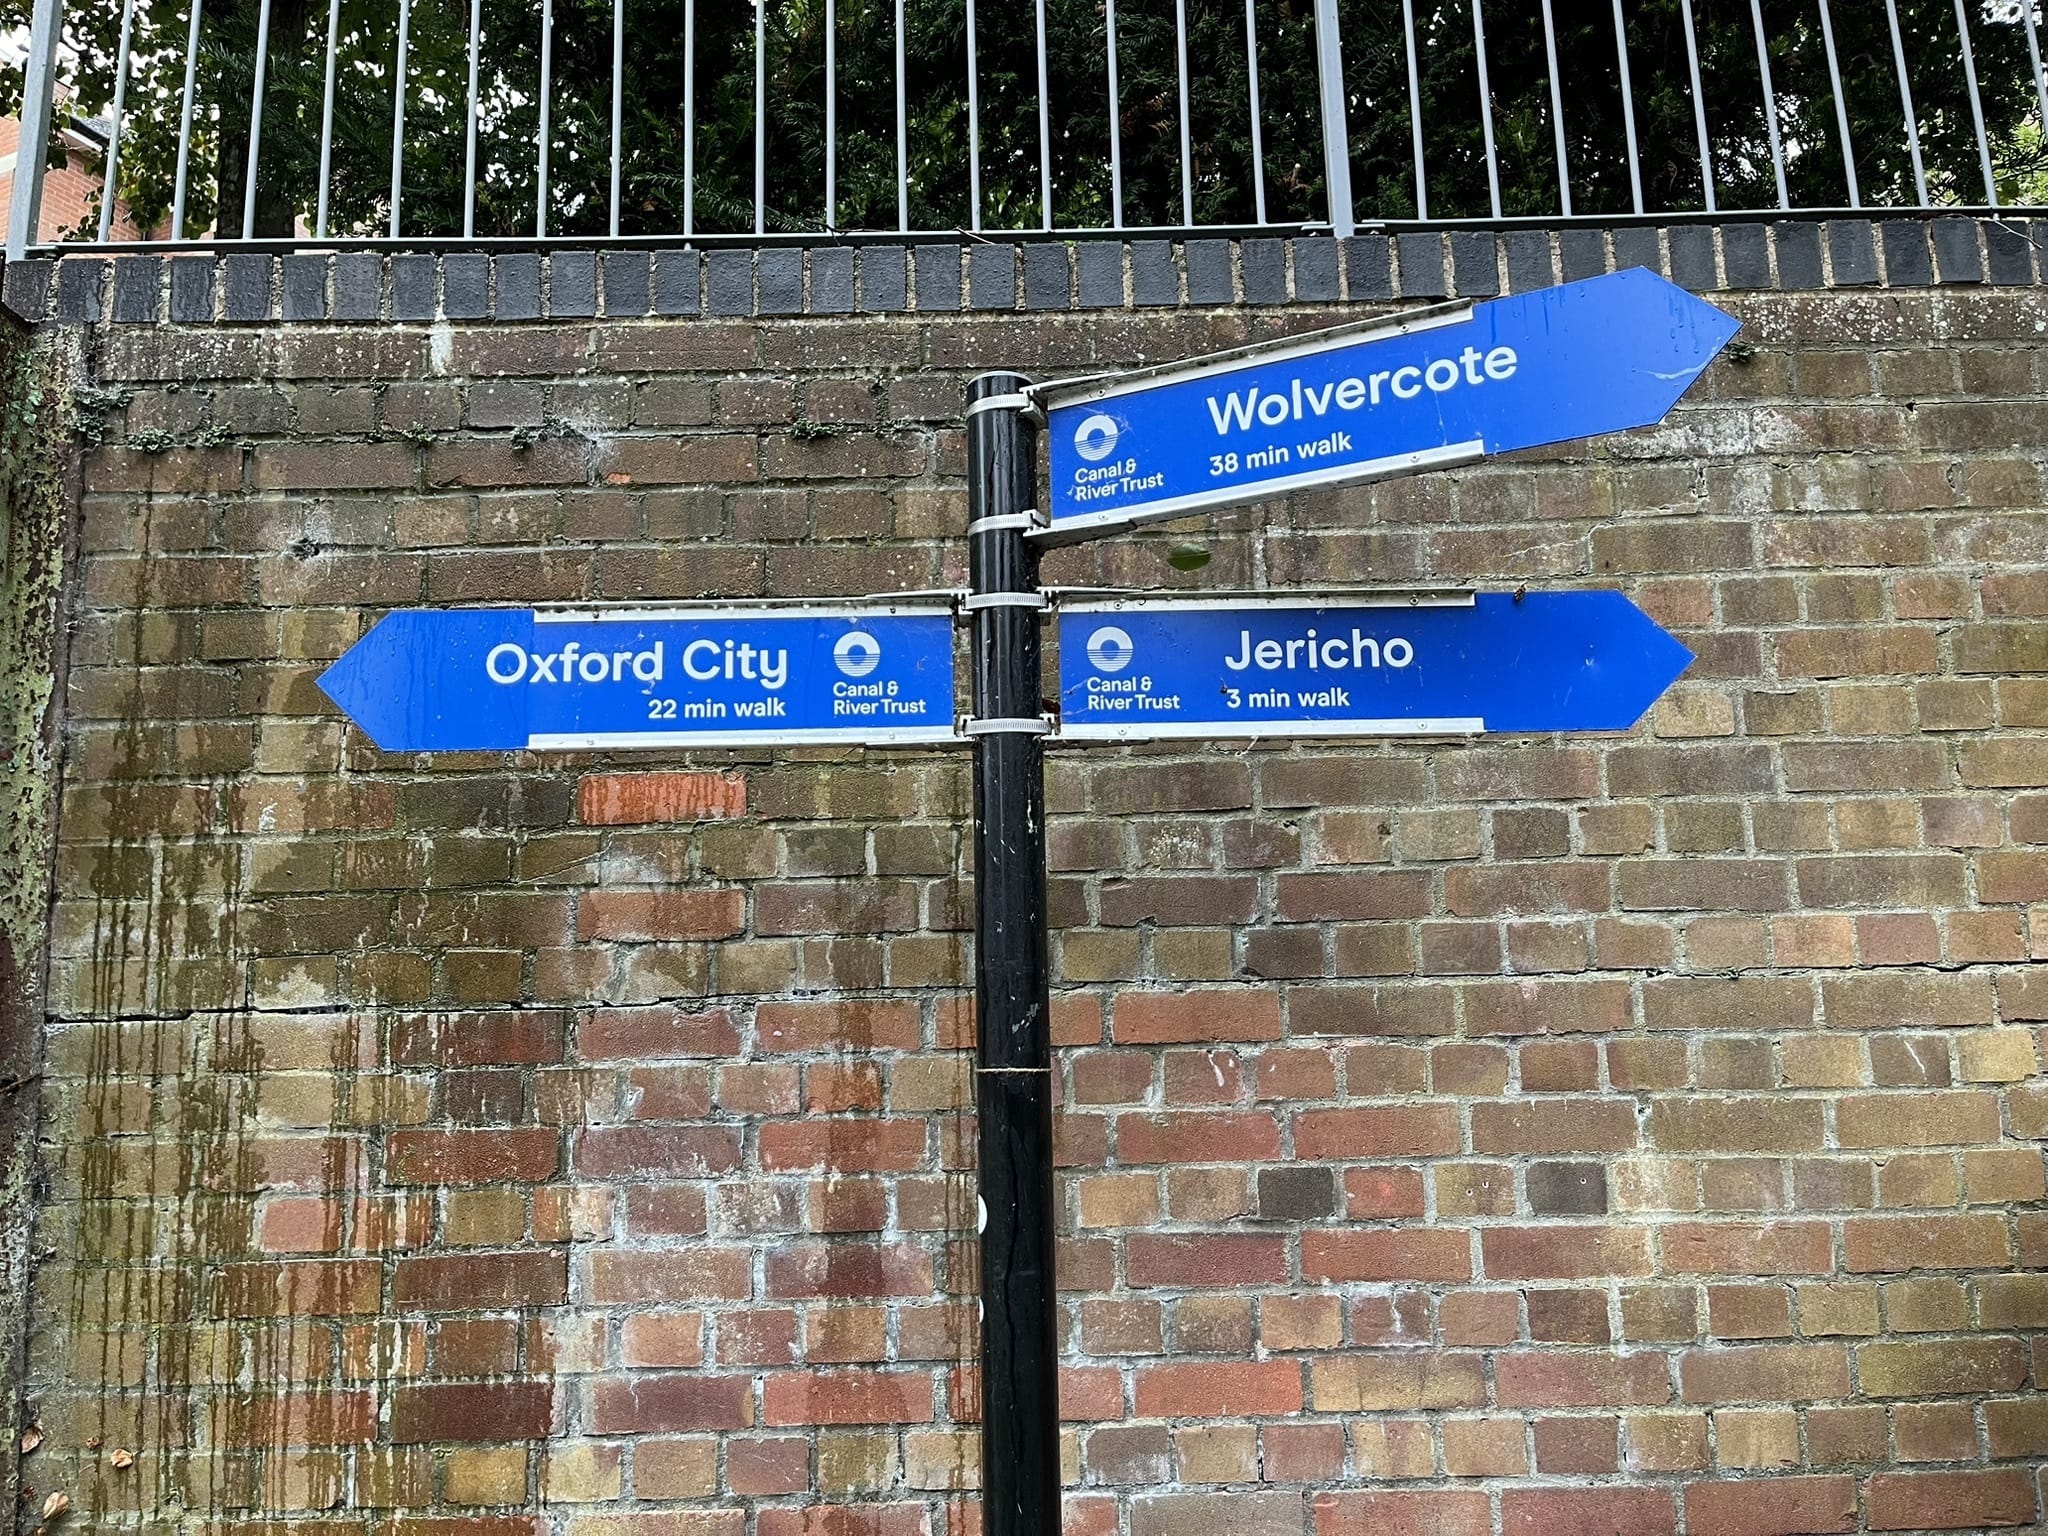 Wolvercote
38 min walk
Canal &
River Trust
Oxford City
22 min walk
Canal &
River Trust
Jericho
3 min walk
Canal &
River Trust